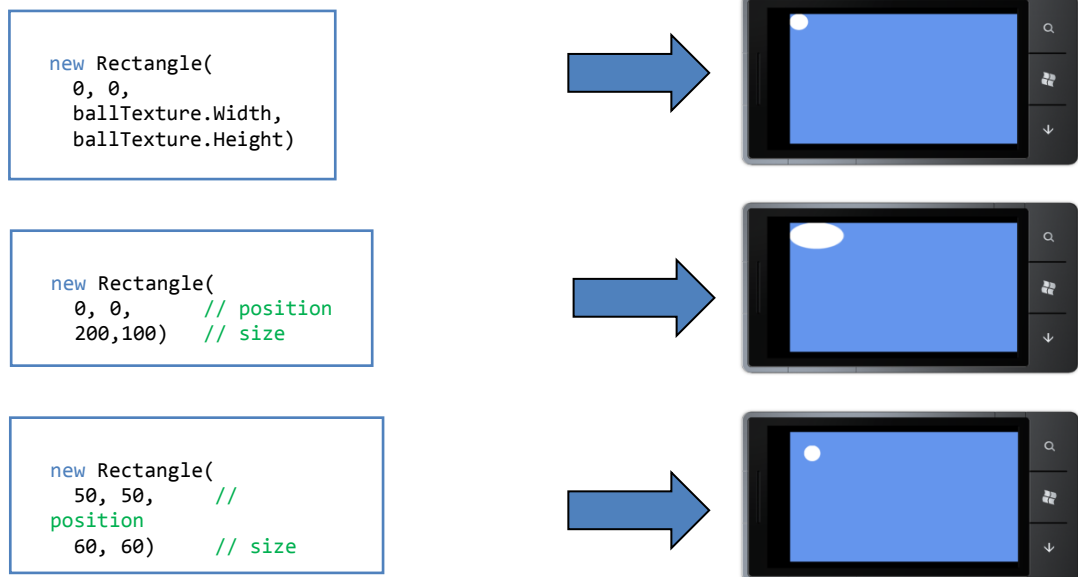 new Rectangle(
0, 0,
ballTexture.Width,
ballTexture.Height)
new Rectangle(
0, 0, // position
200,100) // size
new Rectangle(
50, 50, //
position
60, 60) // size